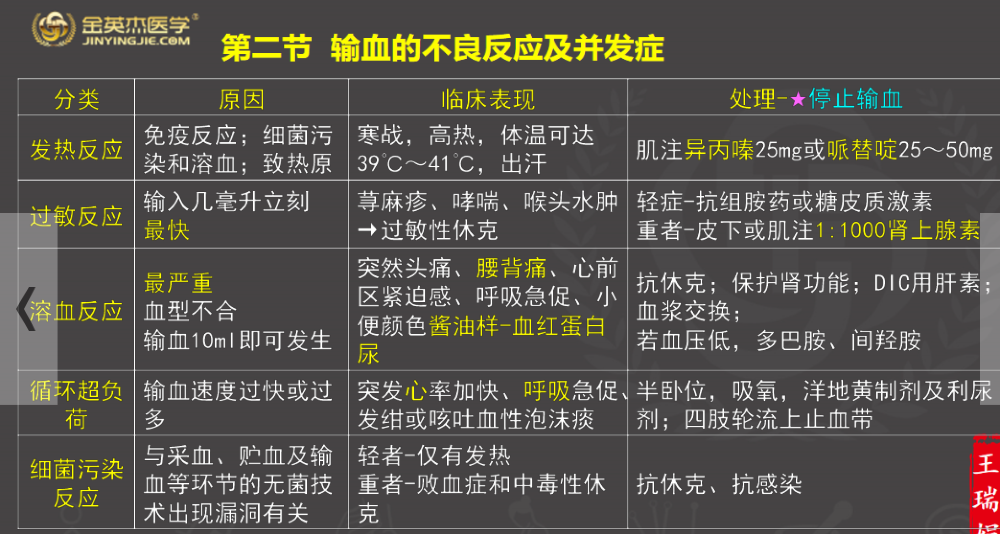 金英杰医学®
JINYINGJIE.COM
第二节 输血的不良反应及并发症
分类
原因
临床表现
处理-★停止输血
发热反应
免疫反应；细菌污
染和溶血；致热原
寒战，高热，体温可达
39℃～41℃，出汗
肌注异丙嗪25mg或哌替啶25～50mg
过敏反应
输入几毫升立刻
最快
荨麻疹、哮喘、喉头水肿
→过敏性休克
轻症-抗组胺药或糖皮质激素
重者-皮下或肌注1:1000肾上腺素
溶血反应
最严重
血型不合
输血10ml即可发生
突然头痛、腰背痛、心前
区紧迫感、呼吸急促、小
便颜色酱油样-血红蛋白
尿
抗休克；保护肾功能；DIC用肝素；
血浆交换；
若血压低，多巴胺、间羟胺
循环超负
荷
输血速度过快或过
多
突发心率加快、呼吸急促、
发绀或咳吐血性泡沫痰
半卧位，吸氧，洋地黄制剂及利尿
剂；四肢轮流上止血带
细菌污染
反应
与采血、贮血及输
血等环节的无菌技
术出现漏洞有关
轻者-仅有发热
重者-败血症和中毒性休
克
抗休克、抗感染
王
瑞